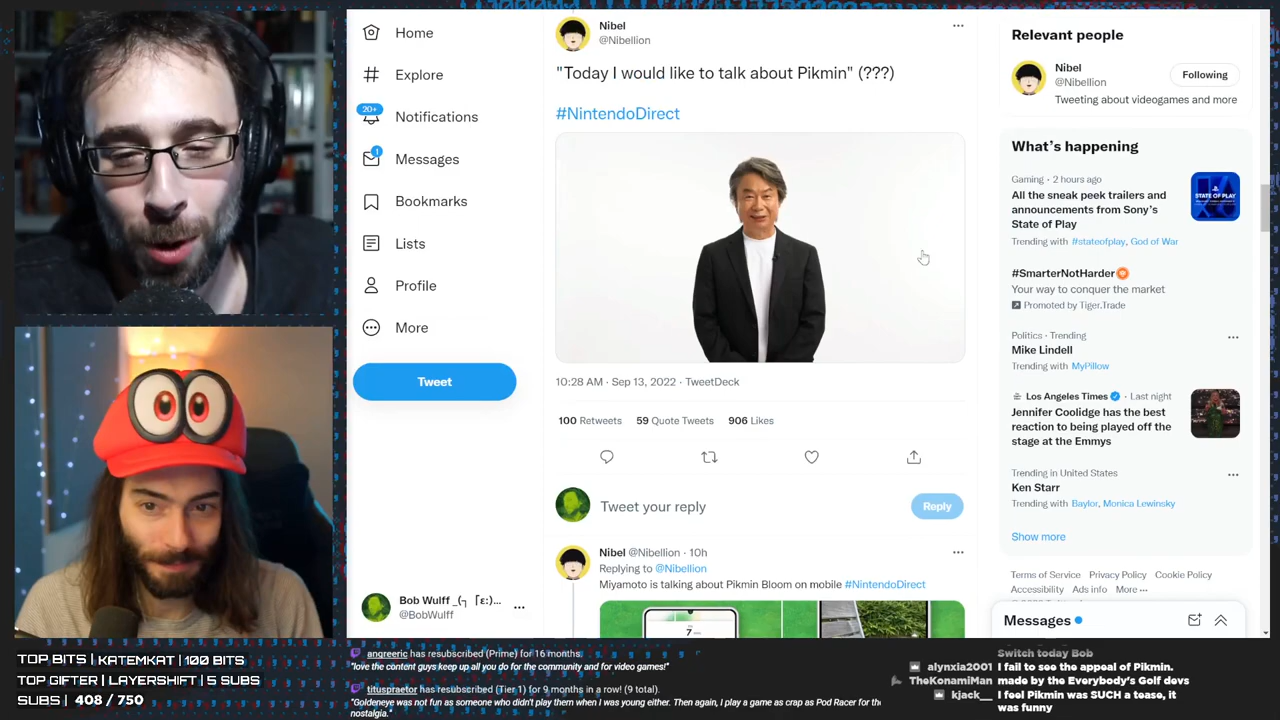 Home
Explore
20+
Notifications
Messages
Bookmarks
Lists
Profile
More
Tweet
Bob Wulff
@BobWulff
Nibel
@Nibellion
"Today I would like to talk about Pikmin" (???)
#NintendoDirect
10:28 AM · Sep 13, 2022 · TweetDeck
100 Retweets 59 Quote Tweets 906 Likes
Tweet your reply
Reply
Nibel @Nibellion · 10h
Replying to @Nibellion
Miyamoto is talking about Pikmin Bloom on mobile #NintendoDirect
7
Relevant people
Nibel
@Nibellion
Following
Tweeting about videogames and more
What's happening
Gaming · 2 hours ago
All the sneak peek trailers and
announcements from Sony's
State of Play
Trending with #stateofplay, God of War
STATE OF PLAY
#SmarterNotHarder
Your way to conquer the market
Promoted by Tiger.Trade
Politics · Trending
Mike Lindell
Trending with MyPillow
Los Angeles Times · Last night
Jennifer Coolidge has the best
reaction to being played off the
stage at the Emmys
Trending in United States
Ken Starr
Trending with Baylor, Monica Lewinsky
Show more
Terms of Service Privacy Policy Cookie Policy
Accessibility Ads info More ···
Messages
TOP BITS | KATEMKAT | 100 BITS
TOP GIFTER | LAYERSHIFT | 5 SUBS
SUBS | 408 / 750
angreeric has resubscribed (Prime) for 16 months.
"love the content guys keep up all you do for the community and for video games!"
tituspraetor has resubscribed (Tier 1) for 9 months in a row! (9 total).
"Goldeneye was not fun as someone who didn't play them when I was young either. Then again, I play a game as crap as Pod Racer for the
nostalgia."
Switch today Bob
alynxia2001 I fail to see the appeal of Pikmin.
TheKonamiMan made by the Everybody's Golf devs
kjack__ I feel Pikmin was SUCH a tease, it
was funny